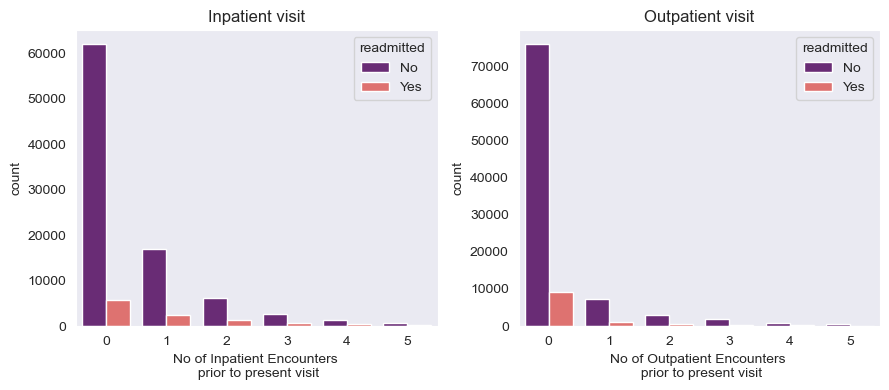 Inpatient visit
60000
50000
40000
30000
20000
10000
0
count
readmitted
No
Yes
0 1 2 3 4 5
No of Inpatient Encounters
prior to present visit
Outpatient visit
70000
60000
50000
40000
30000
20000
10000
0
count
readmitted
No
Yes
0 1 2 3 4 5
No of Outpatient Encounters
prior to present visit